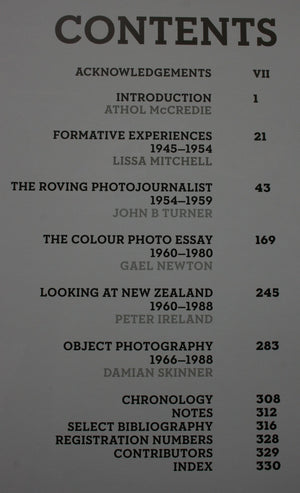 CONTENTS
ACKNOWLEDGEMENTS VII
INTRODUCTION 1
ATHOL McCREDIE
FORMATIVE EXPERIENCES 21
1945–1954
LISSA MITCHELL
THE ROVING PHOTOJOURNALIST 43
1954–1959
JOHN B TURNER
THE COLOUR PHOTO ESSAY 169
1960–1980
GAEL NEWTON
LOOKING AT NEW ZEALAND 245
1960–1988
PETER IRELAND
OBJECT PHOTOGRAPHY 283
1966–1988
DAMIAN SKINNER
CHRONOLOGY 308
NOTES 312
SELECT BIBLIOGRAPHY 316
REGISTRATION NUMBERS 328
CONTRIBUTORS 329
INDEX 330